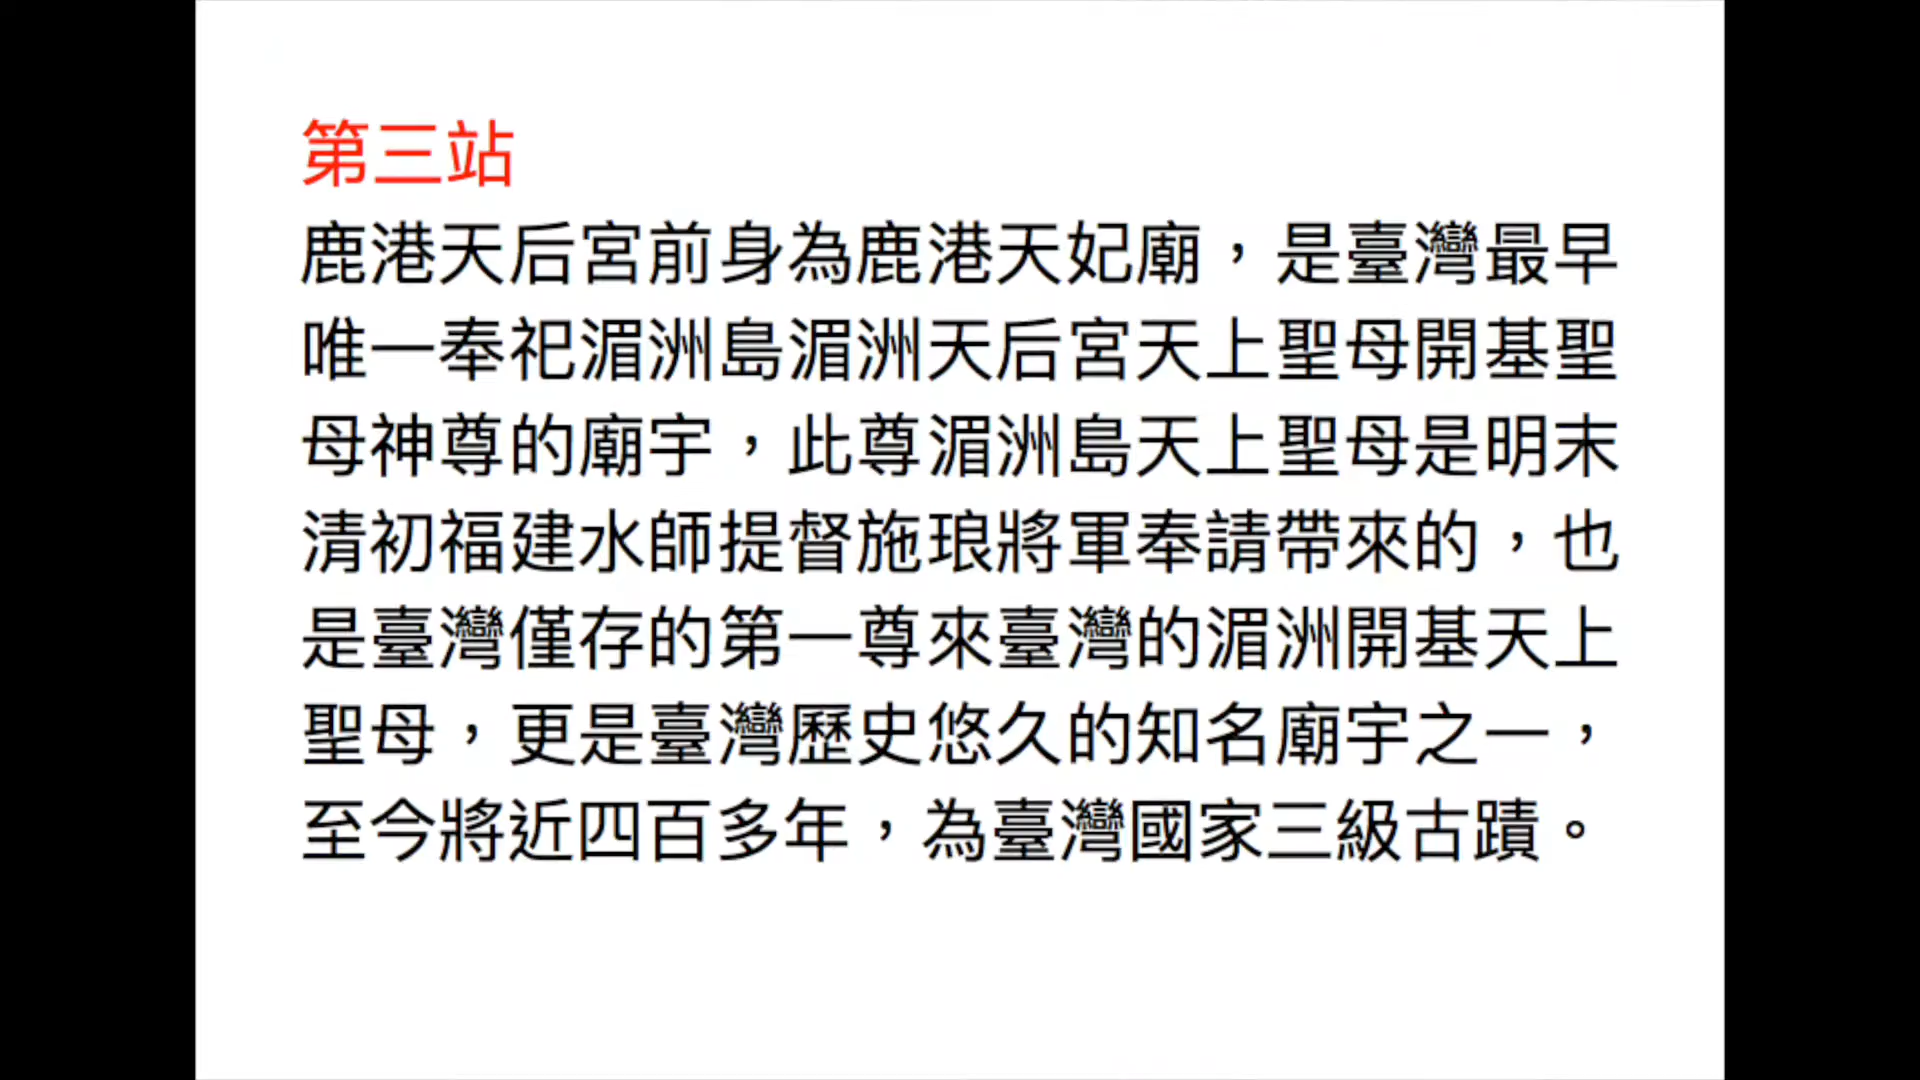 第三站
鹿港天后宮前身為鹿港天妃廟，是臺灣最早
唯一奉祀湄洲島湄洲天后宮天上聖母開基聖
母神尊的廟宇，此尊湄洲島天上聖母是明末
清初福建水師提督施琅將軍奉請帶來的，也
是臺灣僅存的第一尊來臺灣的湄洲開基天上
聖母，更是臺灣歷史悠久的知名廟宇之一，
至今將近四百多年，為臺灣國家三級古蹟。